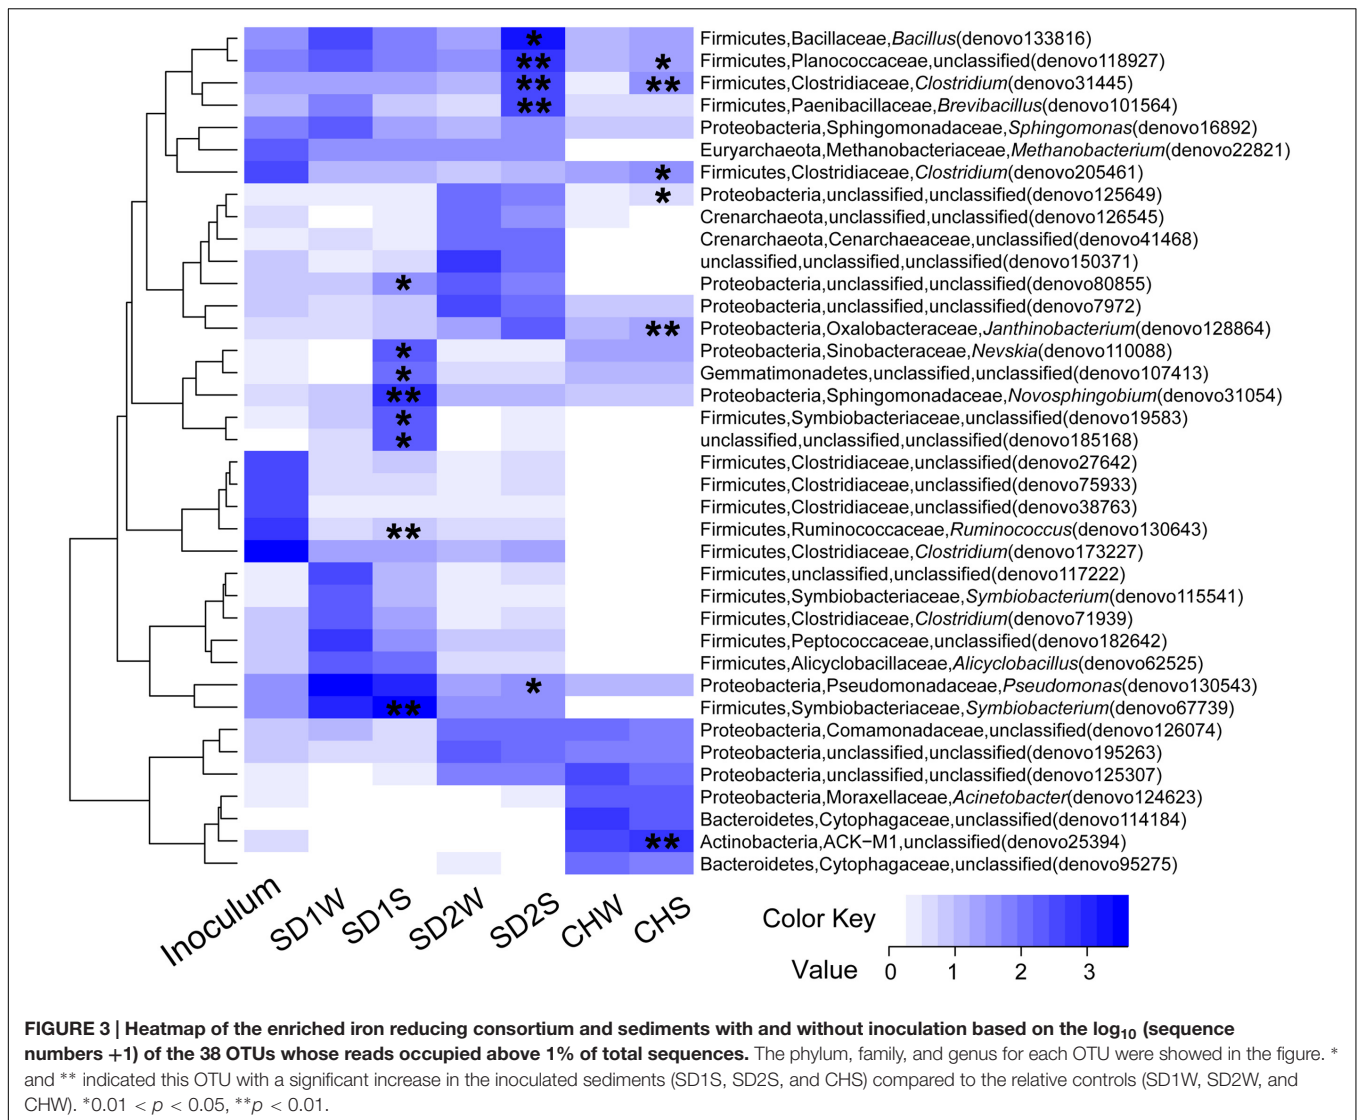 Firmicutes,Bacillaceae,Bacillus(denovo133816)
*
Firmicutes,Planococcaceae,unclassified(denovo118927)
** *
Firmicutes,Clostridiaceae,Clostridium(denovo31445)
** **
Firmicutes,Paenibacillaceae,Brevibacillus(denovo101564)
**
Proteobacteria,Sphingomonadaceae,Sphingomonas(denovo16892)
Euryarchaeota,Methanobacteriaceae,Methanobacterium(denovo22821)
Firmicutes,Clostridiaceae,Clostridium(denovo205461)
*
Proteobacteria,unclassified,unclassified(denovo125649)
*
Crenarchaeota,unclassified,unclassified(denovo126545)
Crenarchaeota,Cenarchaeaceae,unclassified(denovo41468)
unclassified,unclassified,unclassified(denovo150371)
Proteobacteria,unclassified,unclassified(denovo80855)
*
Proteobacteria,unclassified,unclassified(denovo7972)
Proteobacteria,Oxalobacteraceae,Janthinobacterium(denovo128864)
**
Proteobacteria,Sinobacteraceae,Nevskia(denovo110088)
*
Gemmatimonadetes,unclassified,unclassified(denovo107413)
*
Proteobacteria,Sphingomonadaceae,Novosphingobium(denovo31054)
**
Firmicutes,Symbiobacteriaceae,unclassified(denovo19583)
*
unclassified,unclassified,unclassified(denovo185168)
*
Firmicutes,Clostridiaceae,unclassified(denovo27642)
Firmicutes,Clostridiaceae,unclassified(denovo75933)
Firmicutes,Clostridiaceae,unclassified(denovo38763)
Firmicutes,Ruminococcaceae,Ruminococcus(denovo130643)
**
Firmicutes,Clostridiaceae,Clostridium(denovo173227)
Firmicutes,unclassified,unclassified(denovo117222)
Firmicutes,Symbiobacteriaceae,Symbiobacterium(denovo115541)
Firmicutes,Clostridiaceae,Clostridium(denovo71939)
Firmicutes,Peptococcaceae,unclassified(denovo182642)
Firmicutes,Alicyclobacillaceae,Alicyclobacillus(denovo62525)
Proteobacteria,Pseudomonadaceae,Pseudomonas(denovo130543)
*
Firmicutes,Symbiobacteriaceae,Symbiobacterium(denovo67739)
**
Proteobacteria,Comamonadaceae,unclassified(denovo126074)
Proteobacteria,unclassified,unclassified(denovo195263)
Proteobacteria,unclassified,unclassified(denovo125307)
Proteobacteria,Moraxellaceae,Acinetobacter(denovo124623)
Bacteroidetes,Cytophagaceae,unclassified(denovo114184)
Actinobacteria,ACK−M1,unclassified(denovo25394)
**
Bacteroidetes,Cytophagaceae,unclassified(denovo95275)
Inoculum SD1W SD1S SD2W SD2S CHW CHS
Color Key
Value 0 1 2 3
FIGURE 3 | Heatmap of the enriched iron reducing consortium and sediments with and without inoculation based on the log10 (sequence
numbers +1) of the 38 OTUs whose reads occupied above 1% of total sequences. The phylum, family, and genus for each OTU were showed in the figure. *
and ** indicated this OTU with a significant increase in the inoculated sediments (SD1S, SD2S, and CHS) compared to the relative controls (SD1W, SD2W, and
CHW). *0.01 < p < 0.05, **p < 0.01.